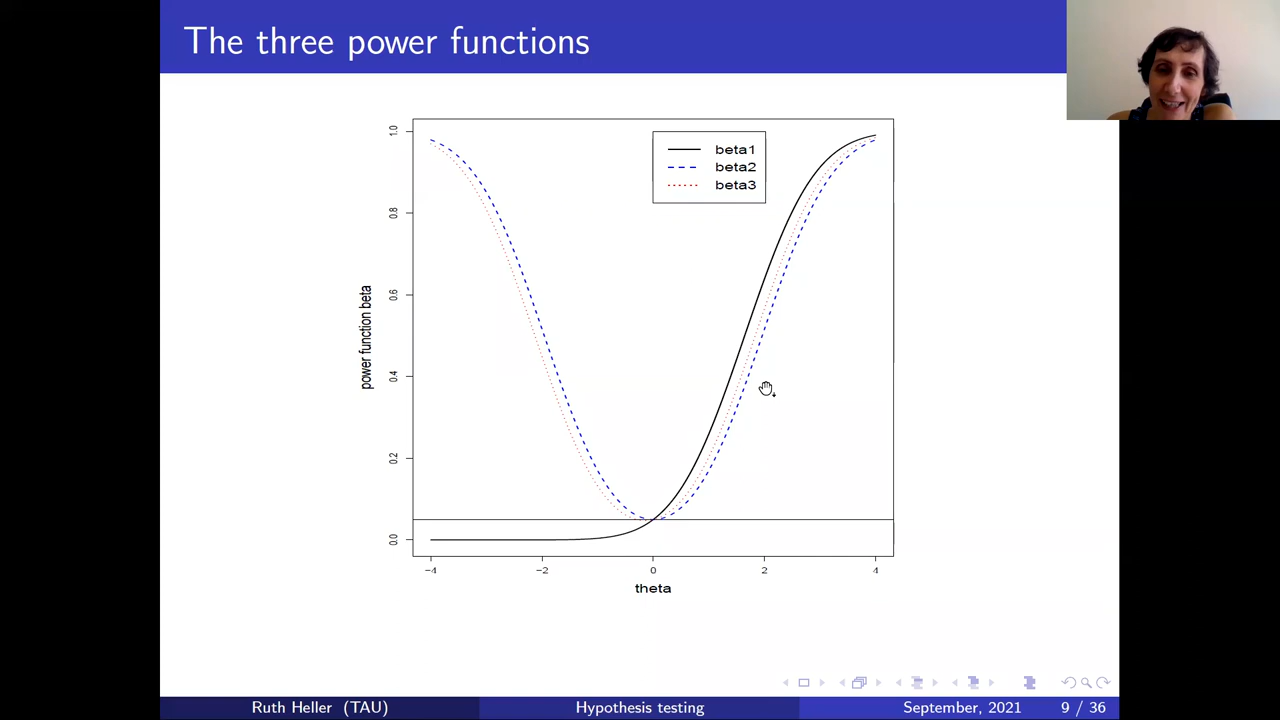 The three power functions
beta1
beta2
beta3
power function beta
1.0
0.8
0.6
0.4
0.2
0.0
−4
−2
0
2
4
theta
Ruth Heller (TAU)
Hypothesis testing
September, 2021
9 / 36